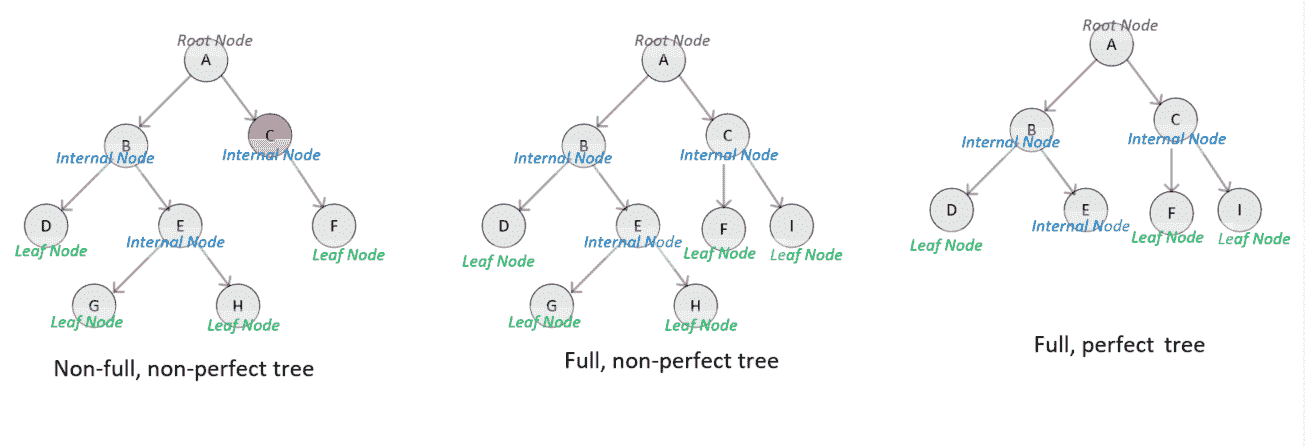 Root Node
A
B
Internal Node
C
Internal Node
D
Leaf Node
E
Internal Node
F
Leaf Node
G
Leaf Node
H
Leaf Node
Non-full, non-perfect tree
Root Node
A
B
Internal Node
C
Internal Node
D
Leaf Node
E
Internal Node
F
Leaf Node
I
Leaf Node
G
Leaf Node
H
Leaf Node
Full, non-perfect tree
Root Node
A
B
Internal Node
C
Internal Node
D
Leaf Node
E
Internal Node
F
Leaf Node
I
Leaf Node
Full, perfect tree